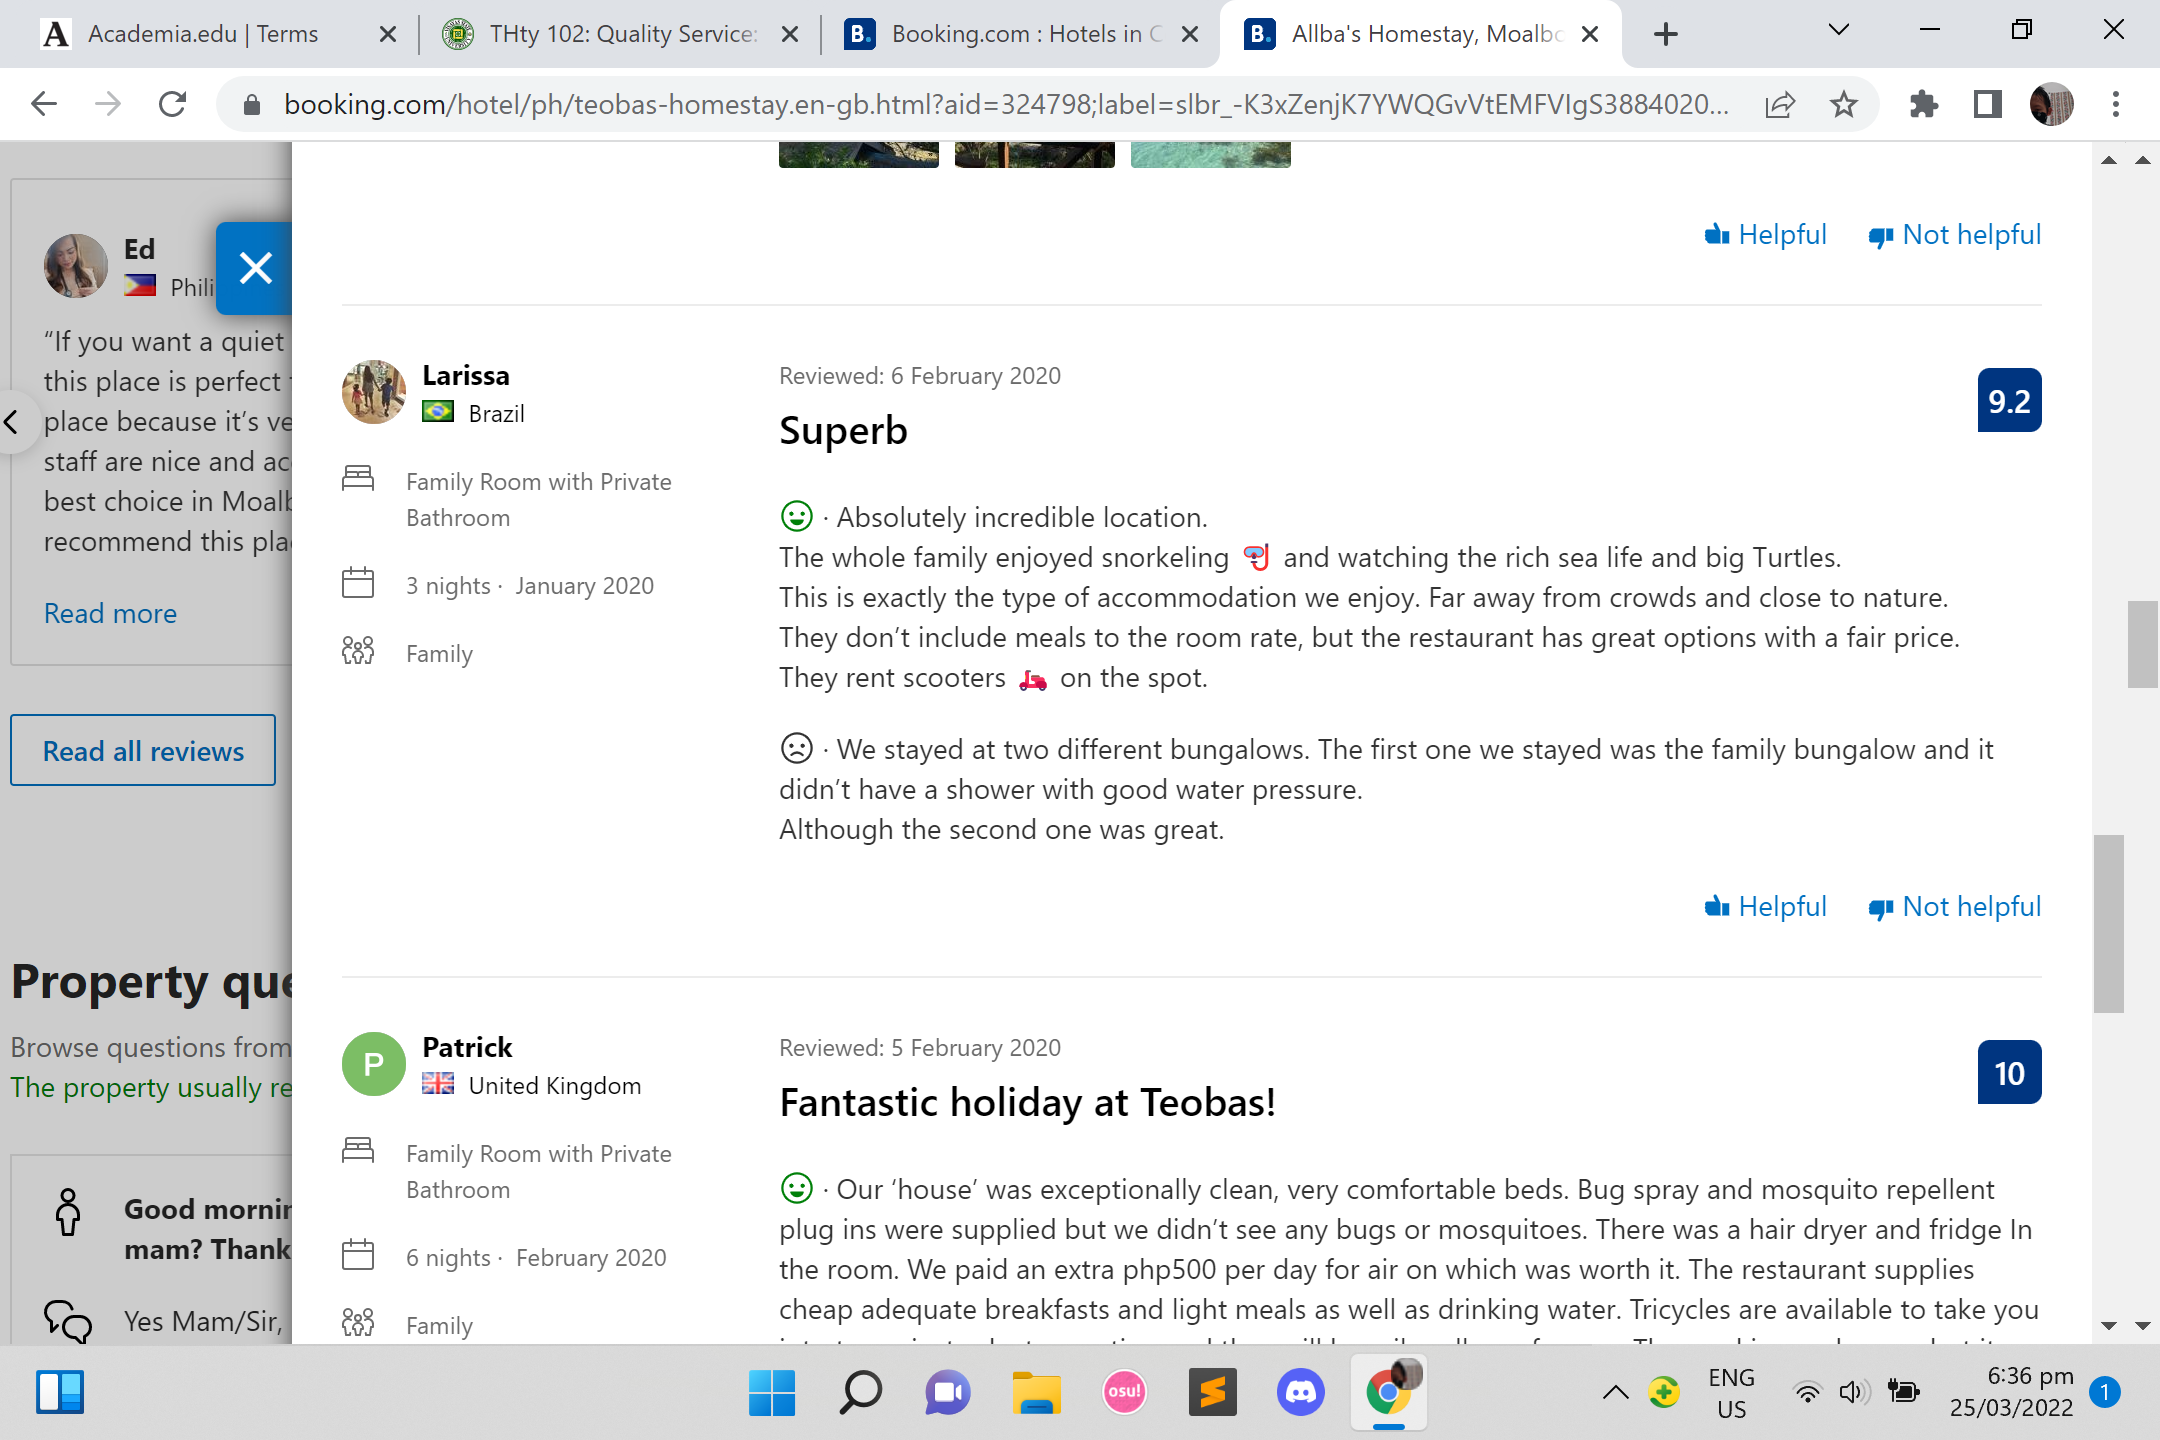 Academia.edu | Terms
THty 102: Quality Service:
Booking.com : Hotels in C
Allba's Homestay, Moalbo
booking.com/hotel/ph/teobas-homestay.en-gb.html?aid=324798;label=slbr_-K3xZenjK7YWQGvVtEMFVIgS3884020...
Ed
Phili
“If you want a quiet
this place is perfect
place because it’s ve
staff are nice and ac
best choice in Moalb
recommend this pla
Read more
Read all reviews
Property que
Browse questions from
The property usually re
Good mornin
mam? Thank
Yes Mam/Sir,
Helpful
Not helpful
Larissa
Brazil
Family Room with Private
Bathroom
3 nights · January 2020
Family
Reviewed: 6 February 2020
Superb
9.2
· Absolutely incredible location.
The whole family enjoyed snorkeling 🤿 and watching the rich sea life and big Turtles.
This is exactly the type of accommodation we enjoy. Far away from crowds and close to nature.
They don’t include meals to the room rate, but the restaurant has great options with a fair price.
They rent scooters 🛵 on the spot.
· We stayed at two different bungalows. The first one we stayed was the family bungalow and it
didn’t have a shower with good water pressure.
Although the second one was great.
Helpful
Not helpful
P
Patrick
United Kingdom
Family Room with Private
Bathroom
6 nights · February 2020
Family
Reviewed: 5 February 2020
Fantastic holiday at Teobas!
10
· Our ‘house’ was exceptionally clean, very comfortable beds. Bug spray and mosquito repellent
plug ins were supplied but we didn’t see any bugs or mosquitoes. There was a hair dryer and fridge In
the room. We paid an extra php500 per day for air on which was worth it. The restaurant supplies
cheap adequate breakfasts and light meals as well as drinking water. Tricycles are available to take you
osu!
ENG
US
6:36 pm
25/03/2022
1